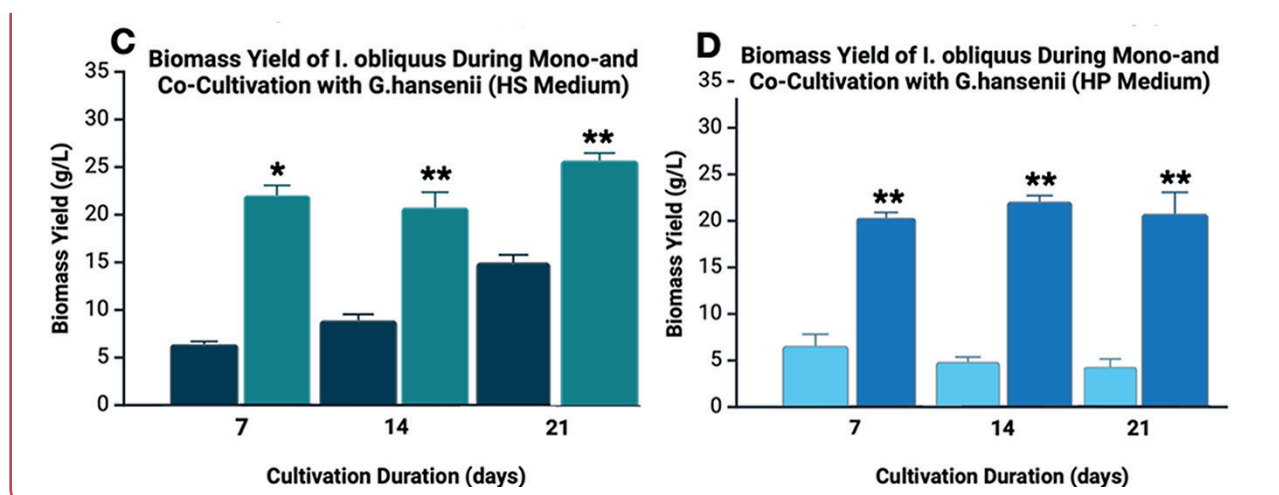 C
Biomass Yield of I. obliquus During Mono-and
Co-Cultivation with G.hansenii (HS Medium)
35
30
25
20
15
10
5
0
Biomass Yield (g/L)
*
**
**
7
14
21
Cultivation Duration (days)
D
Biomass Yield of I. obliquus During Mono-and
Co-Cultivation with G.hansenii (HP Medium)
35
30
25
20
15
10
5
0
Biomass Yield (g/L)
**
**
**
7
14
21
Cultivation Duration (days)